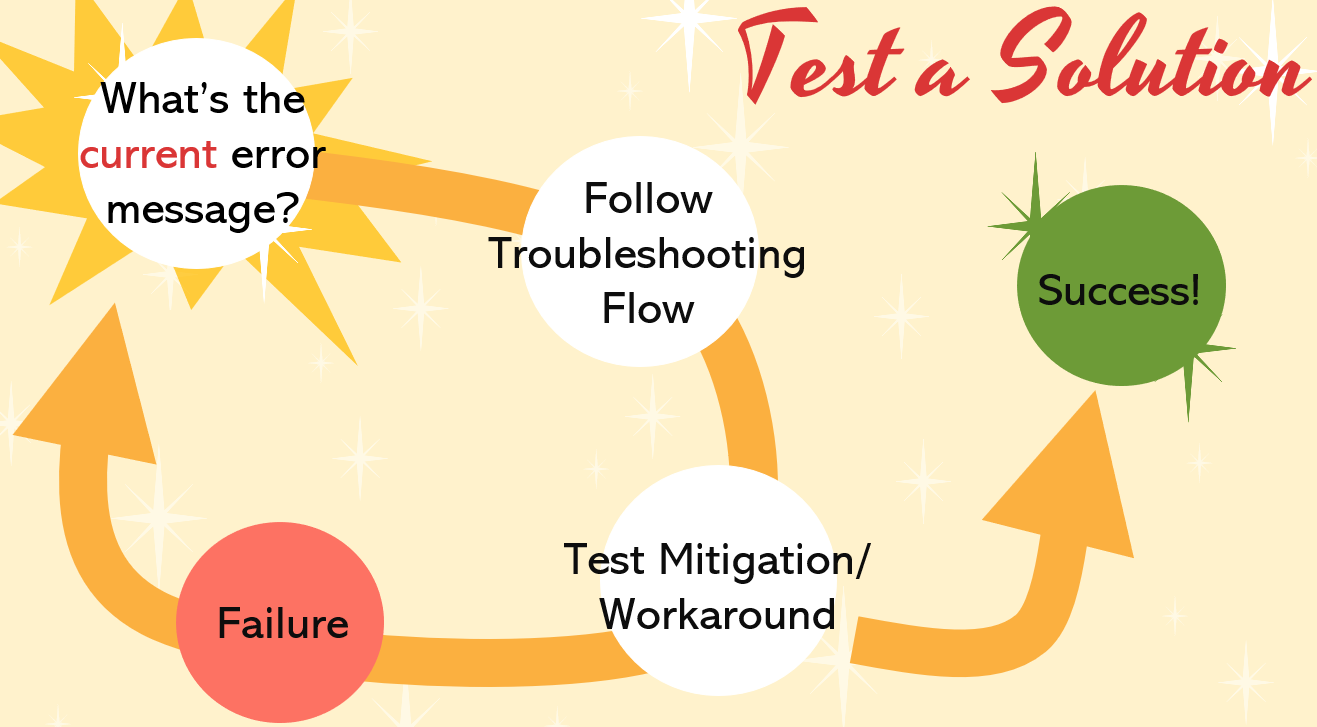 Test a Solution
What's the
current error
message?
Follow
Troubleshooting
Flow
Success!
Test Mitigation/
Workaround
Failure